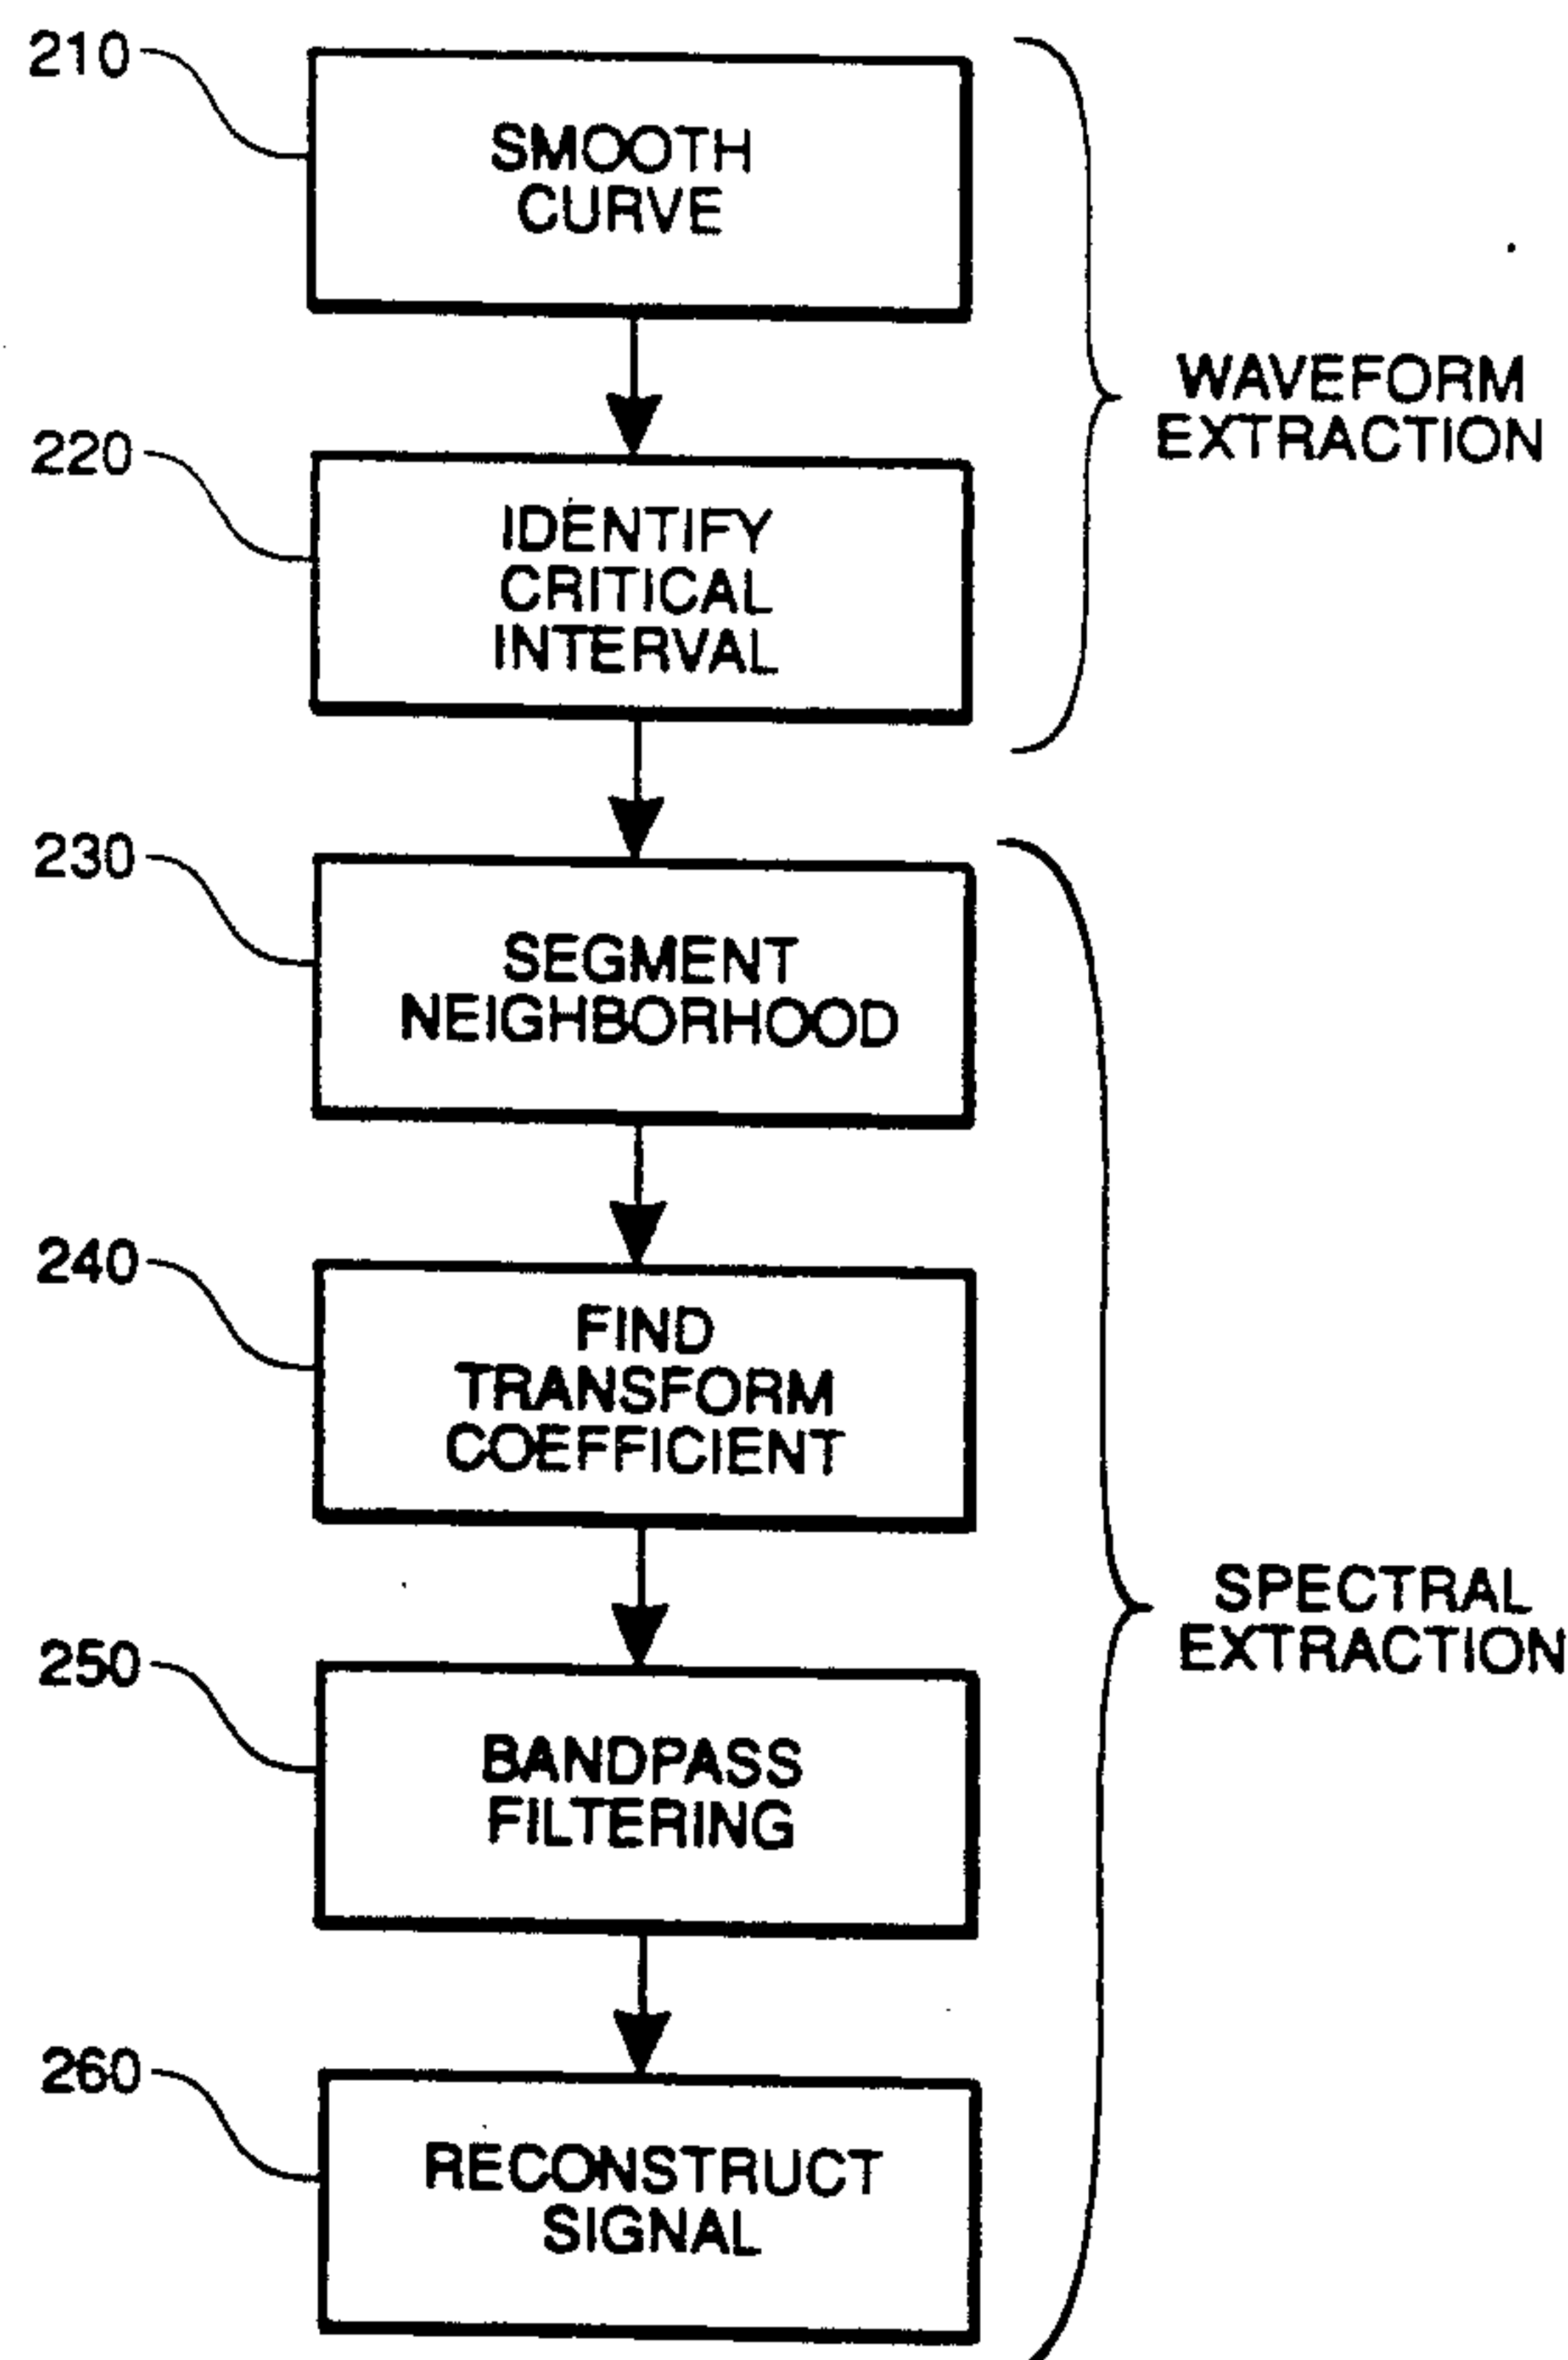 210
SMOOTH
CURVE
220
IDENTIFY
CRITICAL
INTERVAL
WAVEFORM
EXTRACTION
230
SEGMENT
NEIGHBORHOOD
240
FIND
TRANSFORM
COEFFICIENT
250
BANDPASS
FILTERING
SPECTRAL
EXTRACTION
260
RECONSTRUCT
SIGNAL